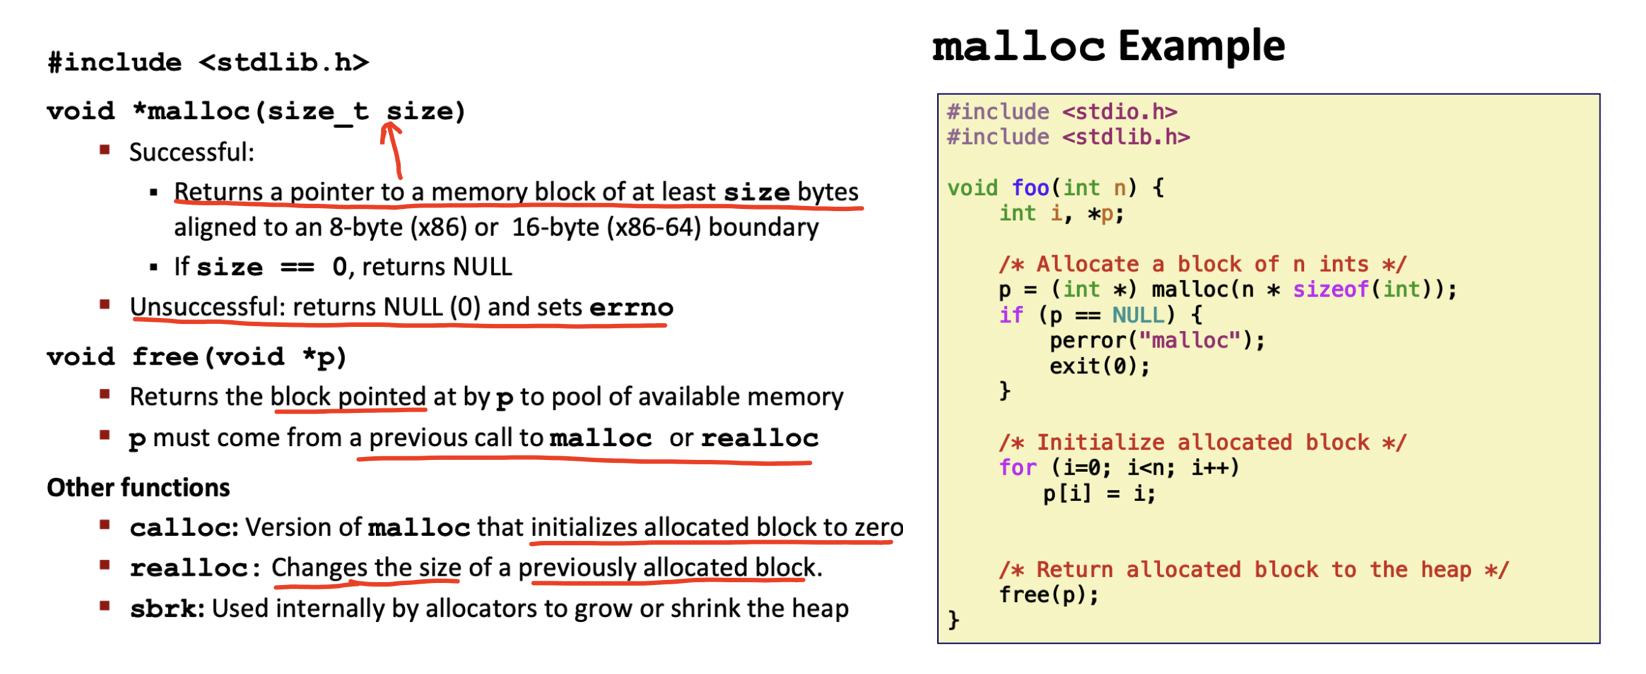 #include <stdlib.h>
void *malloc(size_t size)
▪ Successful:
▪ Returns a pointer to a memory block of at least size bytes
aligned to an 8-byte (x86) or 16-byte (x86-64) boundary
▪ If size == 0, returns NULL
▪ Unsuccessful: returns NULL (0) and sets errno
void free(void *p)
▪ Returns the block pointed at by p to pool of available memory
▪ p must come from a previous call to malloc or realloc
Other functions
▪ calloc: Version of malloc that initializes allocated block to zero
▪ realloc: Changes the size of a previously allocated block.
▪ sbrk: Used internally by allocators to grow or shrink the heap
malloc Example
#include <stdio.h>
#include <stdlib.h>
void foo(int n) {
    int i, *p;
    /* Allocate a block of n ints */
    p = (int *) malloc(n * sizeof(int));
    if (p == NULL) {
        perror("malloc");
        exit(0);
    }
    /* Initialize allocated block */
    for (i=0; i<n; i++)
        p[i] = i;
    /* Return allocated block to the heap */
    free(p);
}